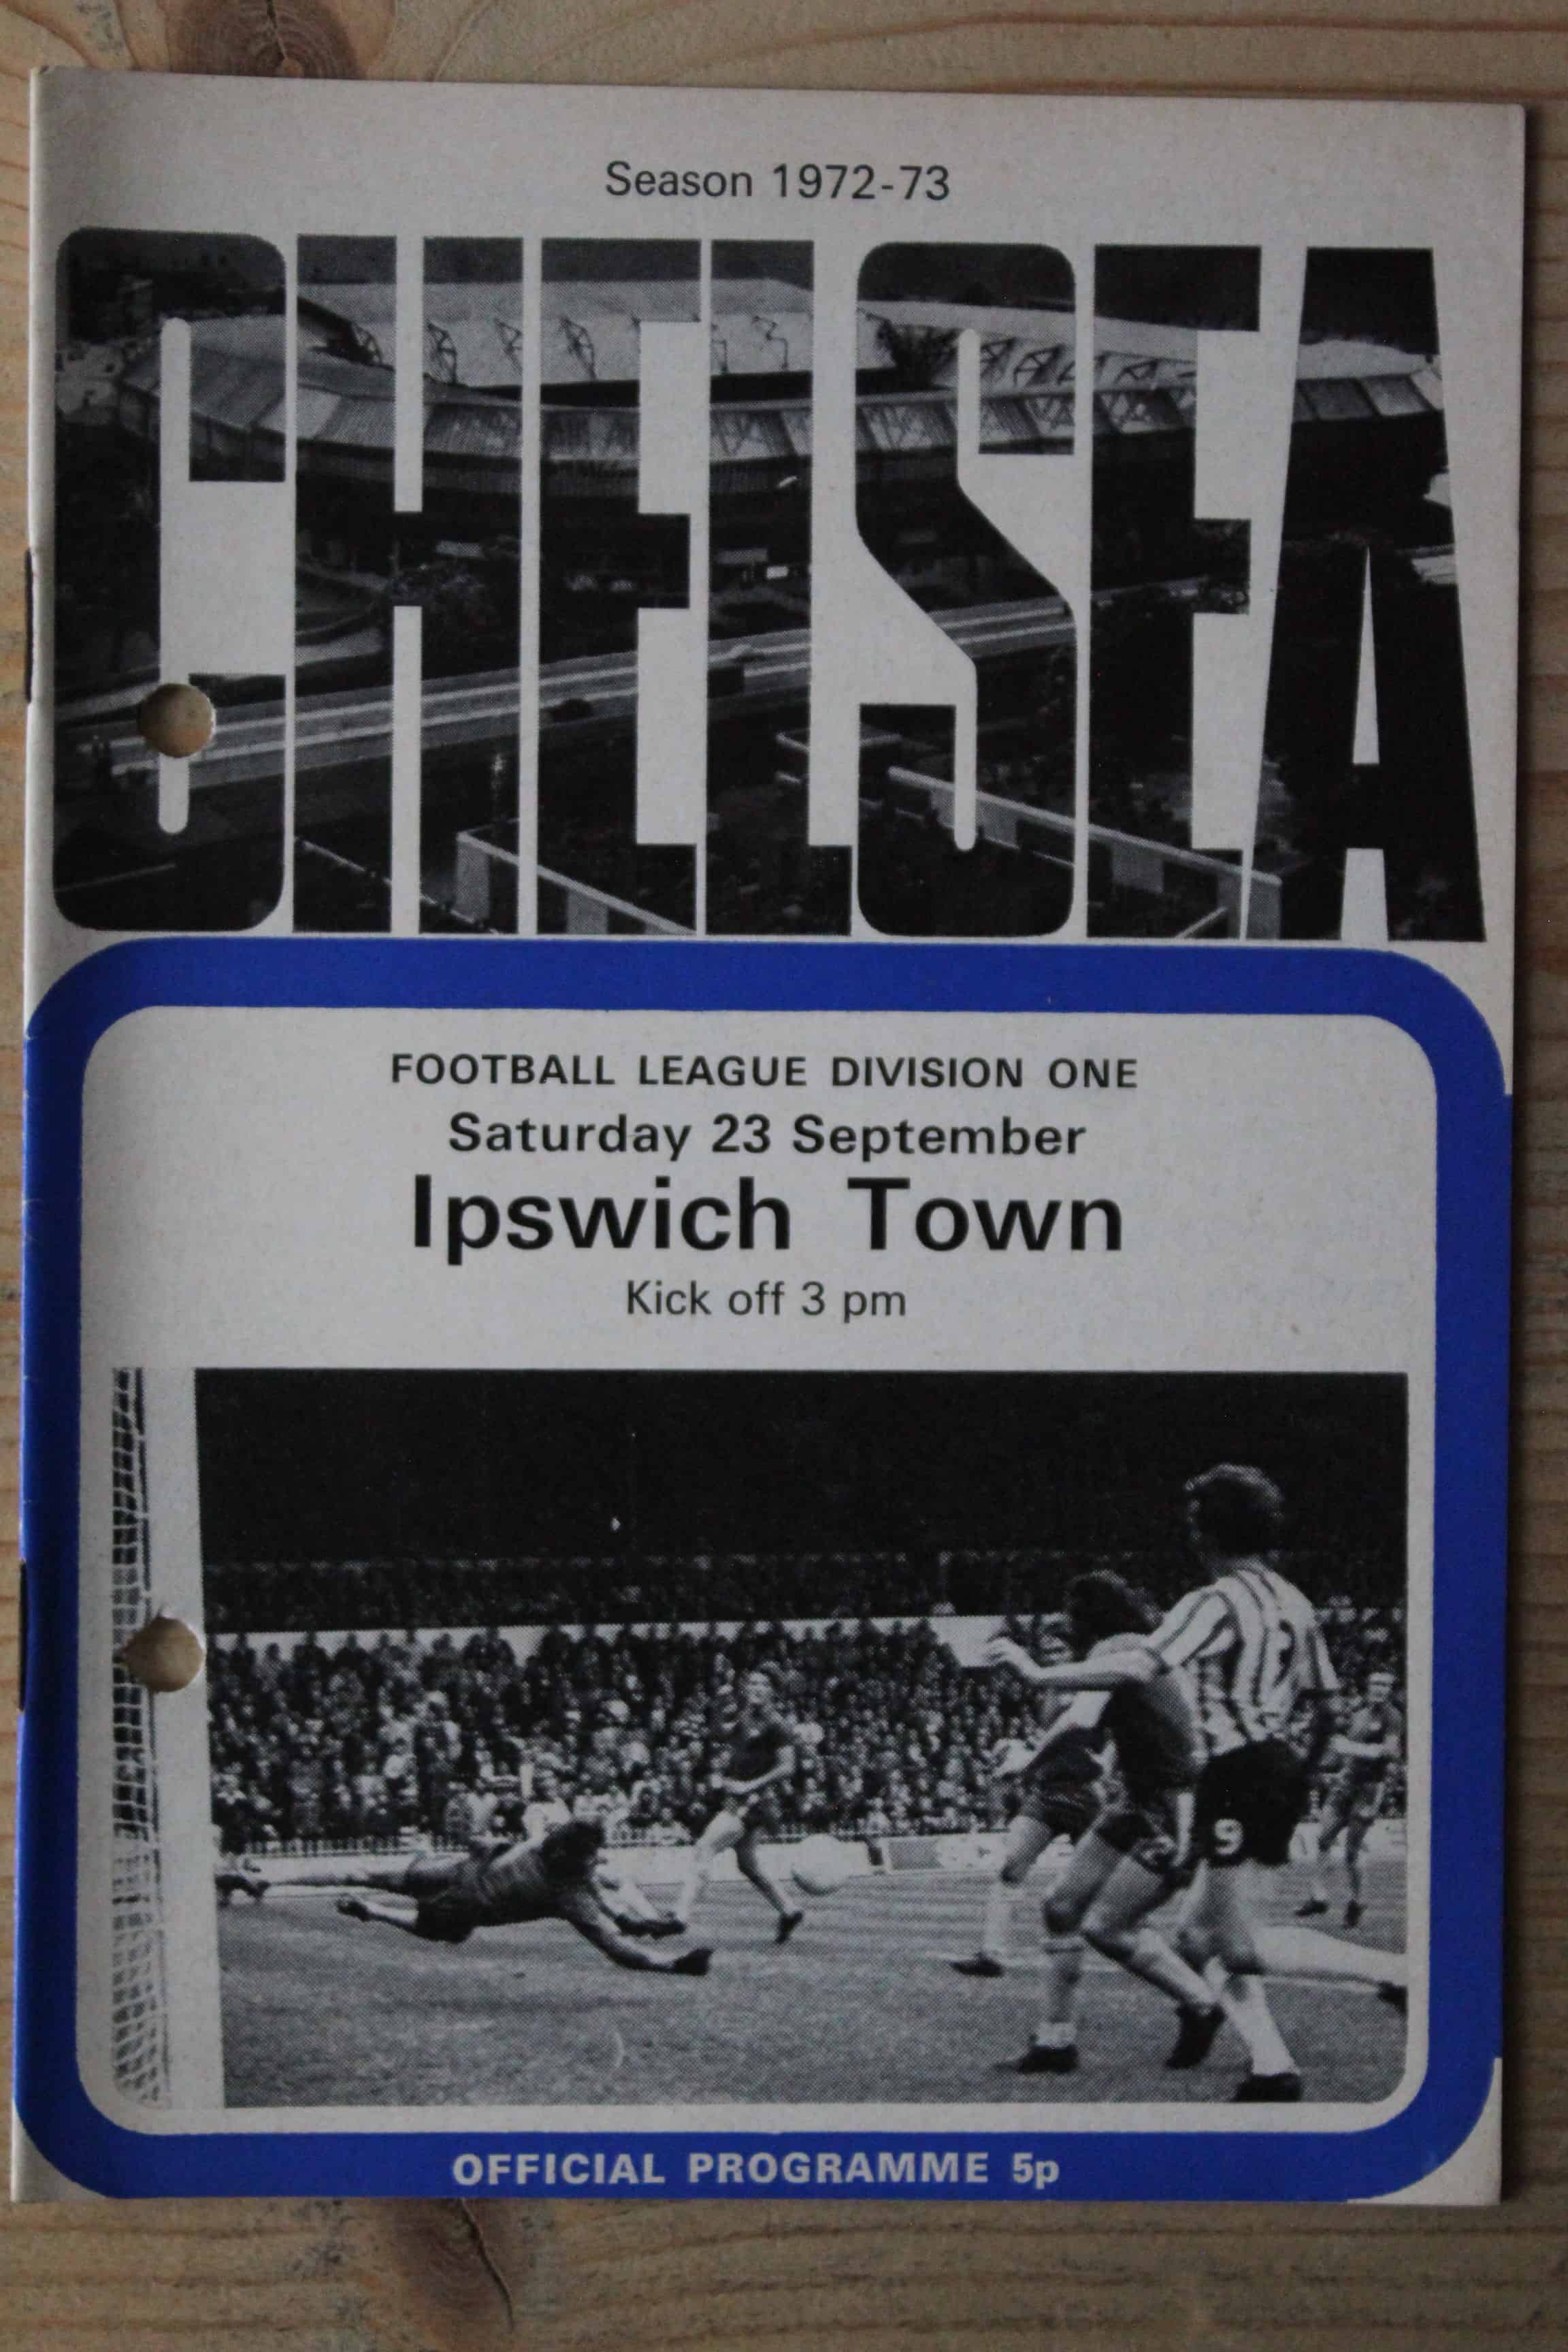 Season 1972-73
CHELSEA
FOOTBALL LEAGUE DIVISION ONE
Saturday 23 September
Ipswich Town
Kick off 3 pm
9
OFFICIAL PROGRAMME 5p